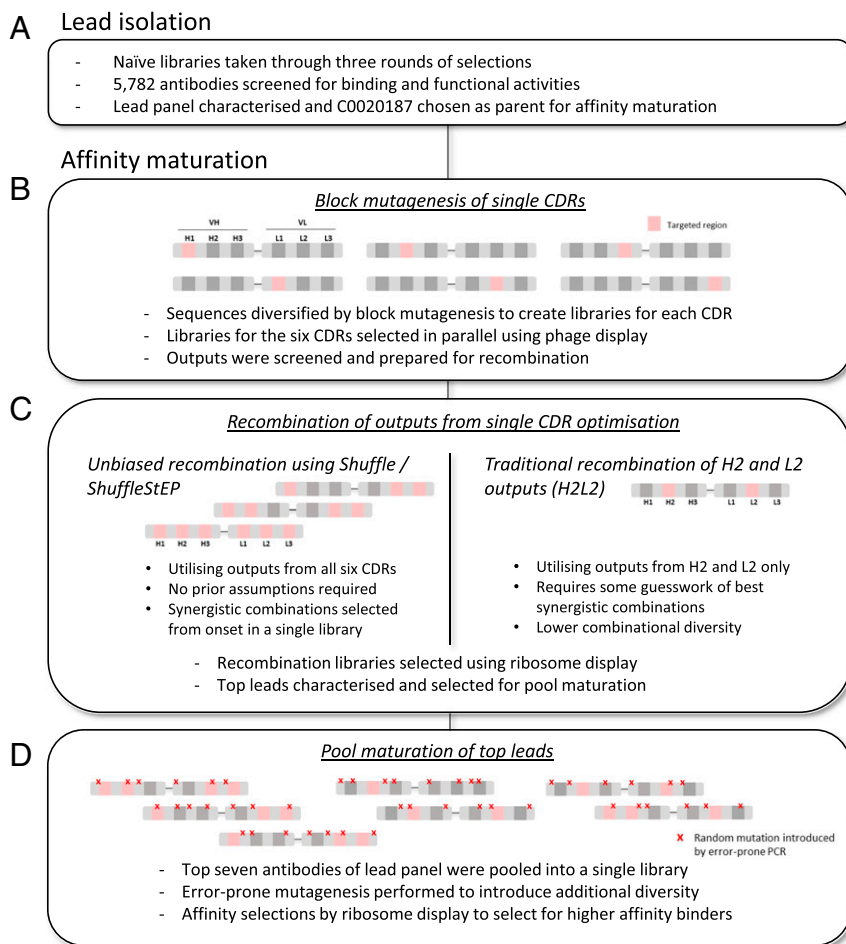 A
Lead isolation
- Naïve libraries taken through three rounds of selections
- 5,782 antibodies screened for binding and functional activities
- Lead panel characterised and C0020187 chosen as parent for affinity maturation
Affinity maturation
B
Block mutagenesis of single CDRs
VH VL
Targeted region
H1 H2 H3 L1 L2 L3
- Sequences diversified by block mutagenesis to create libraries for each CDR
- Libraries for the six CDRs selected in parallel using phage display
- Outputs were screened and prepared for recombination
C
Recombination of outputs from single CDR optimisation
Unbiased recombination using Shuffle /
ShuffleStEP
H1 H2 H3 L1 L2 L3
• Utilising outputs from all six CDRs
• No prior assumptions required
• Synergistic combinations selected
from onset in a single library
Traditional recombination of H2 and L2
outputs (H2L2)
H1 H2 H3 L1 L2 L3
• Utilising outputs from H2 and L2 only
• Requires some guesswork of best
synergistic combinations
• Lower combinational diversity
- Recombination libraries selected using ribosome display
- Top leads characterised and selected for pool maturation
D
Pool maturation of top leads
x Random mutation introduced
by error-prone PCR
- Top seven antibodies of lead panel were pooled into a single library
- Error-prone mutagenesis performed to introduce additional diversity
- Affinity selections by ribosome display to select for higher affinity binders